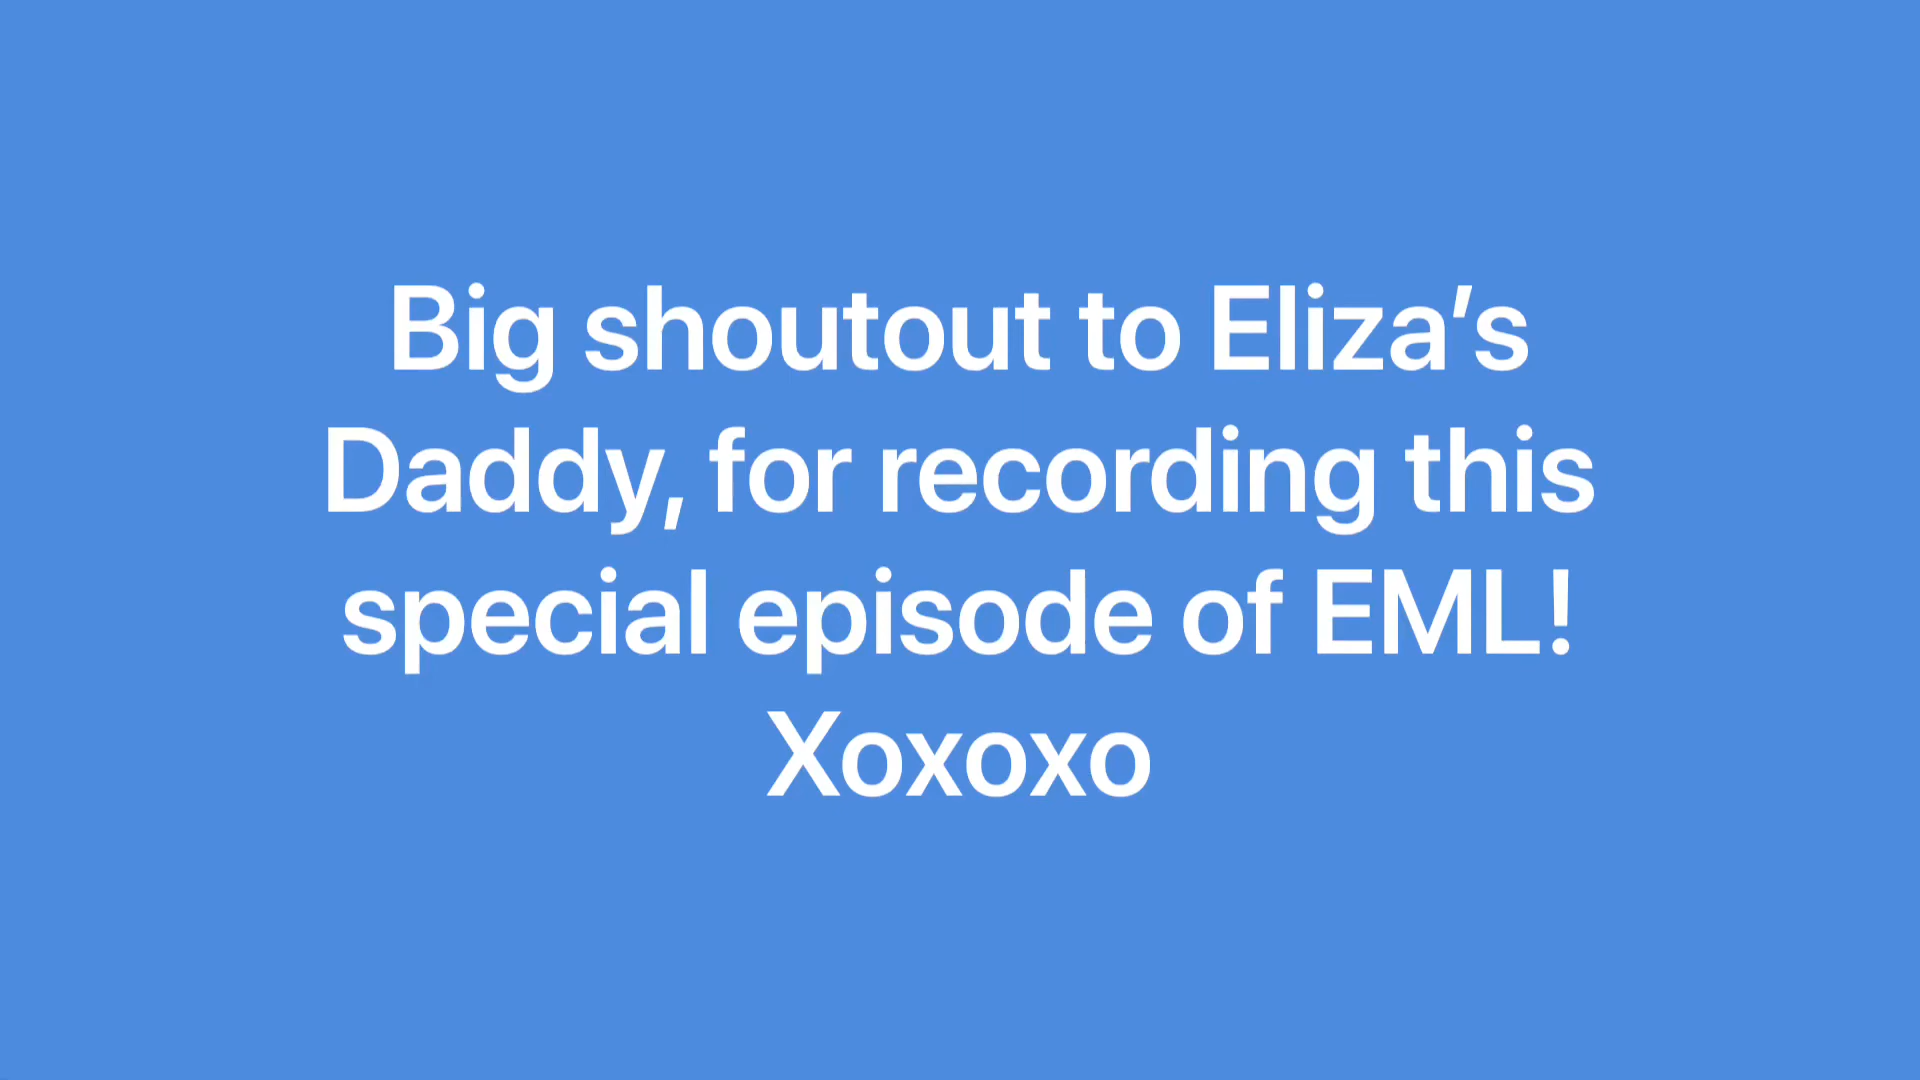 Big shoutout to Eliza’s
Daddy, for recording this
special episode of EML!
Xoxoxo